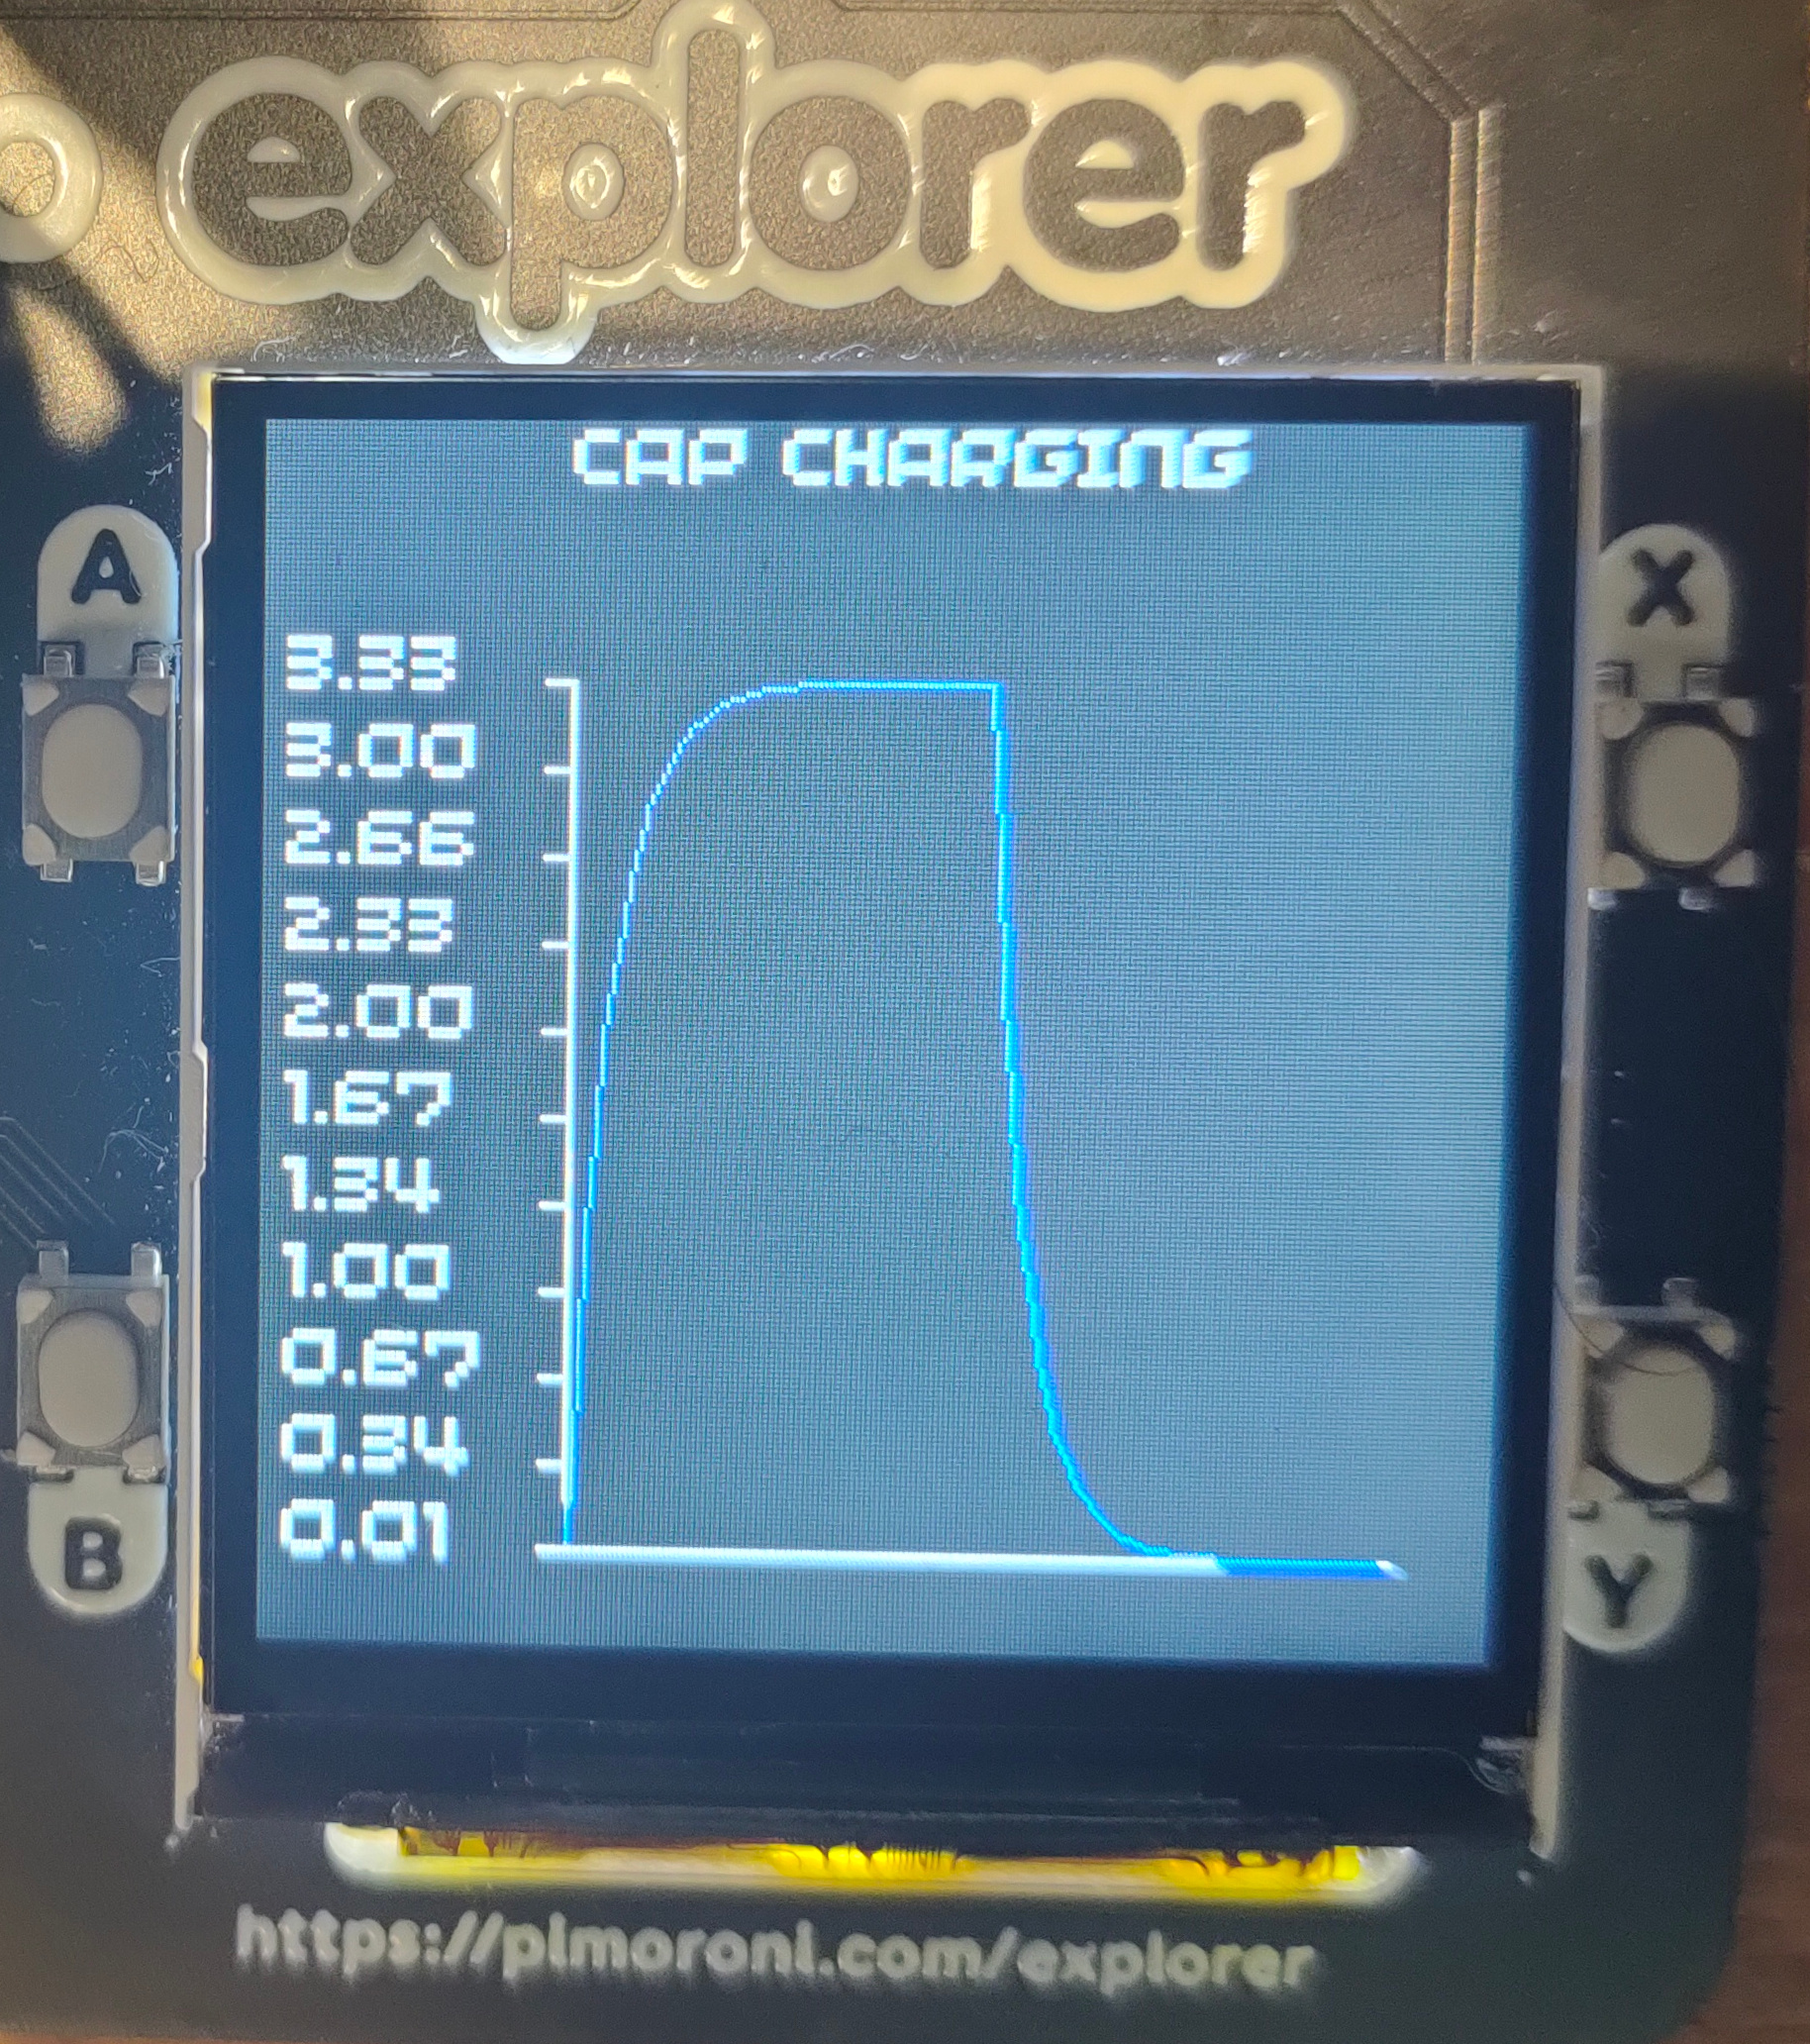 explorer
CAP CHARGING
A
X
3.33
3.00
2.66
2.33
2.00
1.67
1.34
1.00
0.67
0.34
0.01
B
Y
https://pimoroni.com/explorer